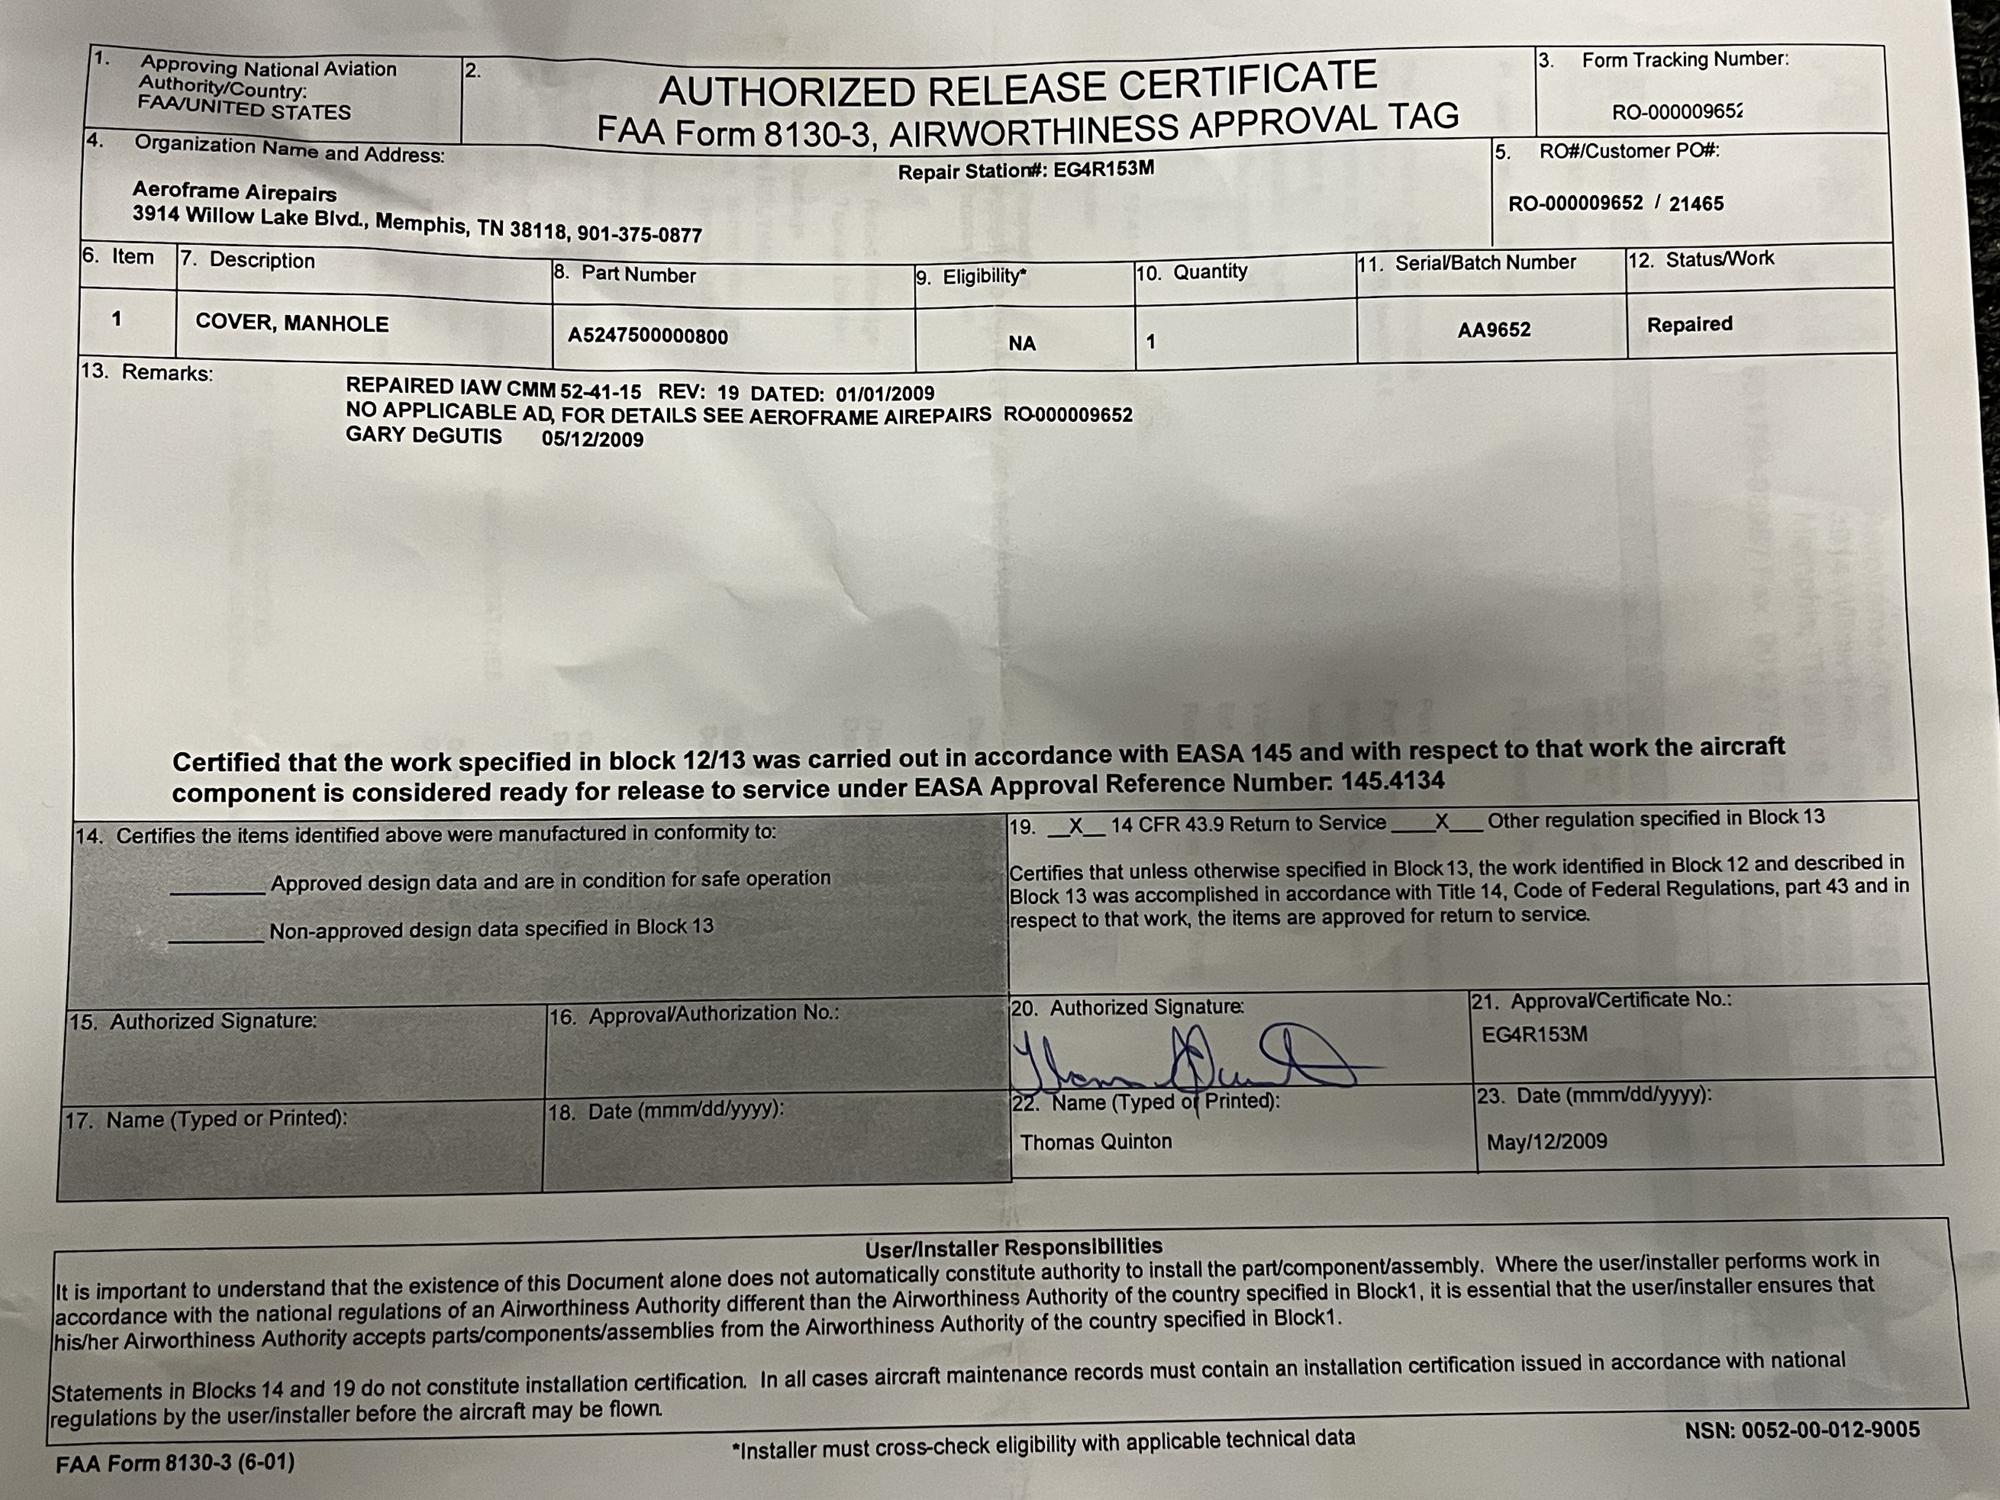 1. Approving National Aviation
Authority/Country:
FAA/UNITED STATES
2.
AUTHORIZED RELEASE CERTIFICATE
FAA Form 8130-3, AIRWORTHINESS APPROVAL TAG
3. Form Tracking Number:
RO-000009652
4. Organization Name and Address:
Repair Station#: EG4R153M
Aeroframe Airepairs
3914 Willow Lake Blvd., Memphis, TN 38118, 901-375-0877
5. RO#/Customer PO#:
RO-000009652 / 21465
6. Item 7. Description 8. Part Number 9. Eligibility* 10. Quantity 11. Serial/Batch Number 12. Status/Work
1 COVER, MANHOLE A5247500000800 NA 1 AA9652 Repaired
13. Remarks:
REPAIRED IAW CMM 52-41-15 REV: 19 DATED: 01/01/2009
NO APPLICABLE AD, FOR DETAILS SEE AEROFRAME AIREPAIRS RO-000009652
GARY DeGUTIS 05/12/2009
Certified that the work specified in block 12/13 was carried out in accordance with EASA 145 and with respect to that work the aircraft
component is considered ready for release to service under EASA Approval Reference Number: 145.4134
14. Certifies the items identified above were manufactured in conformity to:
_____ Approved design data and are in condition for safe operation
_____ Non-approved design data specified in Block 13
19. __X__ 14 CFR 43.9 Return to Service ____X___ Other regulation specified in Block 13
Certifies that unless otherwise specified in Block 13, the work identified in Block 12 and described in
Block 13 was accomplished in accordance with Title 14, Code of Federal Regulations, part 43 and in
respect to that work, the items are approved for return to service.
15. Authorized Signature:
16. Approval/Authorization No.:
20. Authorized Signature:
21. Approval/Certificate No.:
EG4R153M
17. Name (Typed or Printed):
18. Date (mmm/dd/yyyy):
22. Name (Typed or Printed):
Thomas Quinton
23. Date (mmm/dd/yyyy):
May/12/2009
User/Installer Responsibilities
It is important to understand that the existence of this Document alone does not automatically constitute authority to install the part/component/assembly. Where the user/installer performs work in
accordance with the national regulations of an Airworthiness Authority different than the Airworthiness Authority of the country specified in Block1, it is essential that the user/installer ensures that
his/her Airworthiness Authority accepts parts/components/assemblies from the Airworthiness Authority of the country specified in Block1.
Statements in Blocks 14 and 19 do not constitute installation certification. In all cases aircraft maintenance records must contain an installation certification issued in accordance with national
regulations by the user/installer before the aircraft may be flown.
FAA Form 8130-3 (6-01)
*Installer must cross-check eligibility with applicable technical data
NSN: 0052-00-012-9005